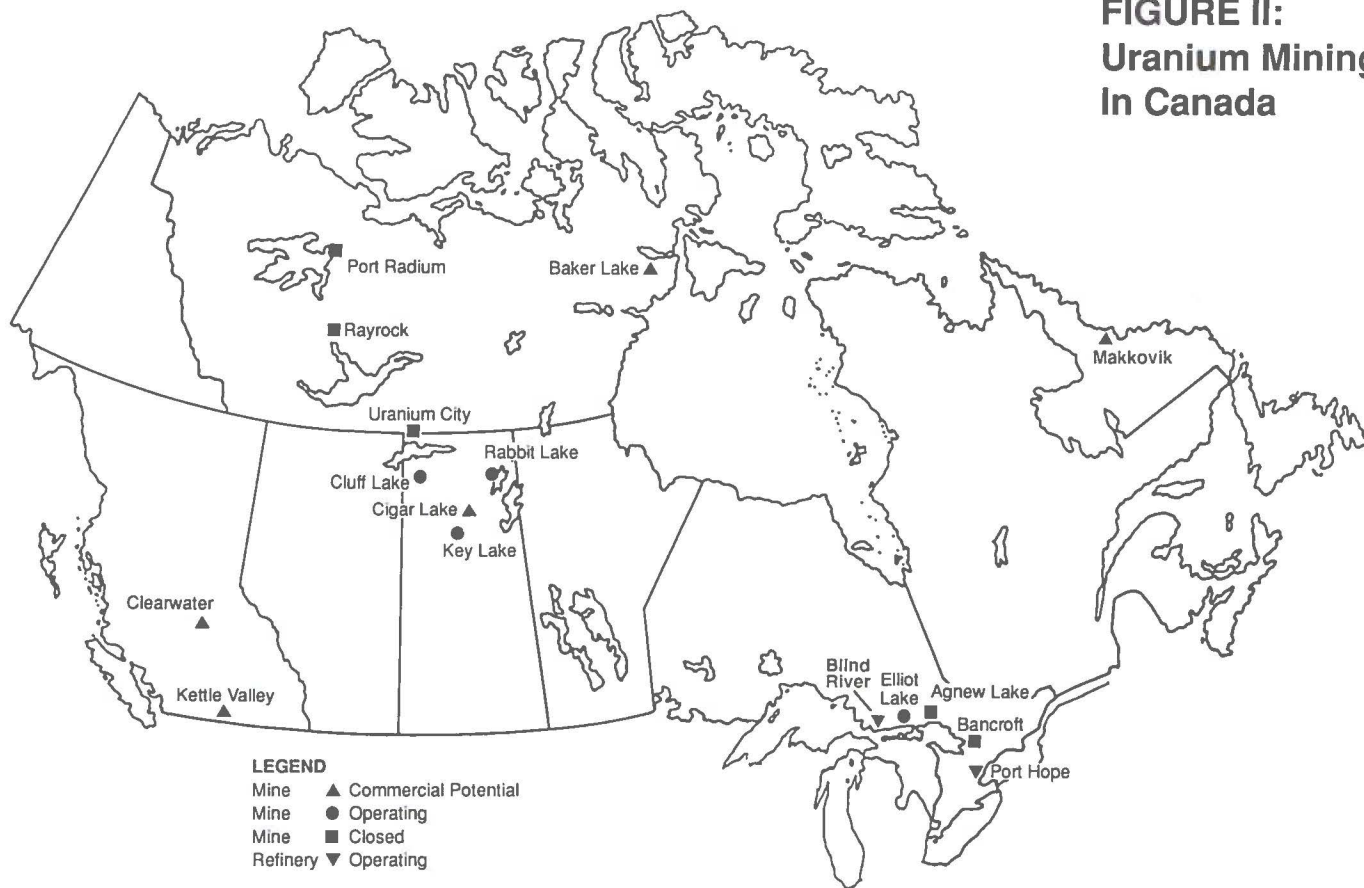 FIGURE II:
Uranium Mining
In Canada
Port Radium
Baker Lake
Rayrock
Makkovik
Uranium City
Rabbit Lake
Cluff Lake
Cigar Lake
Key Lake
Clearwater
Kettle Valley
Blind
River
Elliot
Lake
Agnew Lake
Bancroft
Port Hope
LEGEND
Mine ▲ Commercial Potential
Mine ● Operating
Mine ■ Closed
Refinery ▼ Operating